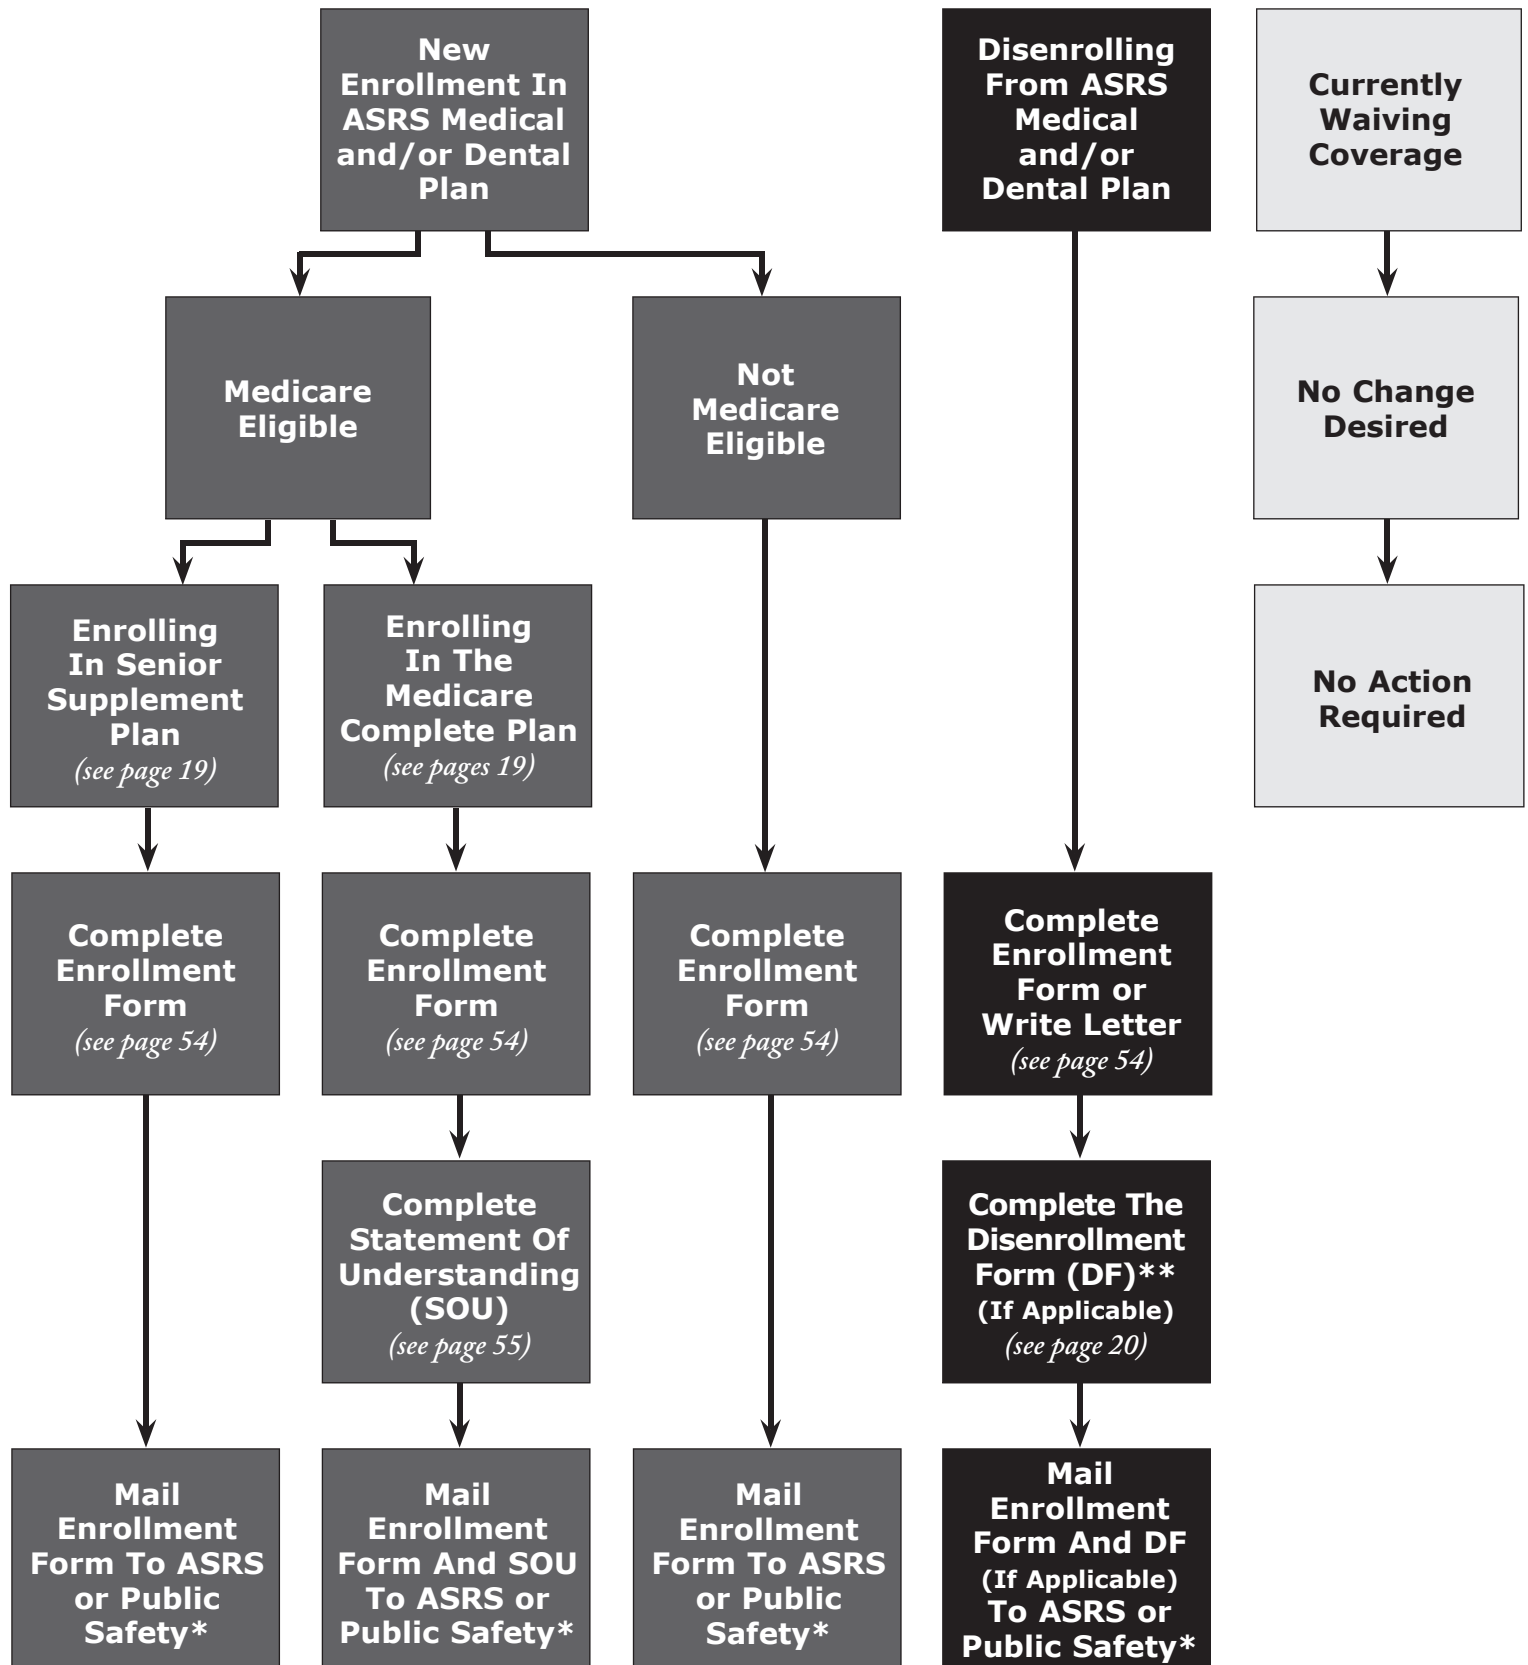 New
Enrollment In
ASRS Medical
and/or Dental
Plan
Disenrolling
From ASRS
Medical
and/or
Dental Plan
Currently
Waiving
Coverage
Medicare
Eligible
Not
Medicare
Eligible
No Change
Desired
Enrolling
In Senior
Supplement
Plan
(see page 19)
Enrolling
In The
Medicare
Complete Plan
(see pages 19)
No Action
Required
Complete
Enrollment
Form
(see page 54)
Complete
Enrollment
Form
(see page 54)
Complete
Enrollment
Form
(see page 54)
Complete
Enrollment
Form or
Write Letter
(see page 54)
Complete
Statement Of
Understanding
(SOU)
(see page 55)
Complete The
Disenrollment
Form (DF)**
(If Applicable)
(see page 20)
Mail
Enrollment
Form To ASRS
or Public
Safety*
Mail
Enrollment
Form And SOU
To ASRS or
Public Safety*
Mail
Enrollment
Form To ASRS
or Public
Safety*
Mail
Enrollment
Form And DF
(If Applicable)
To ASRS or
Public Safety*